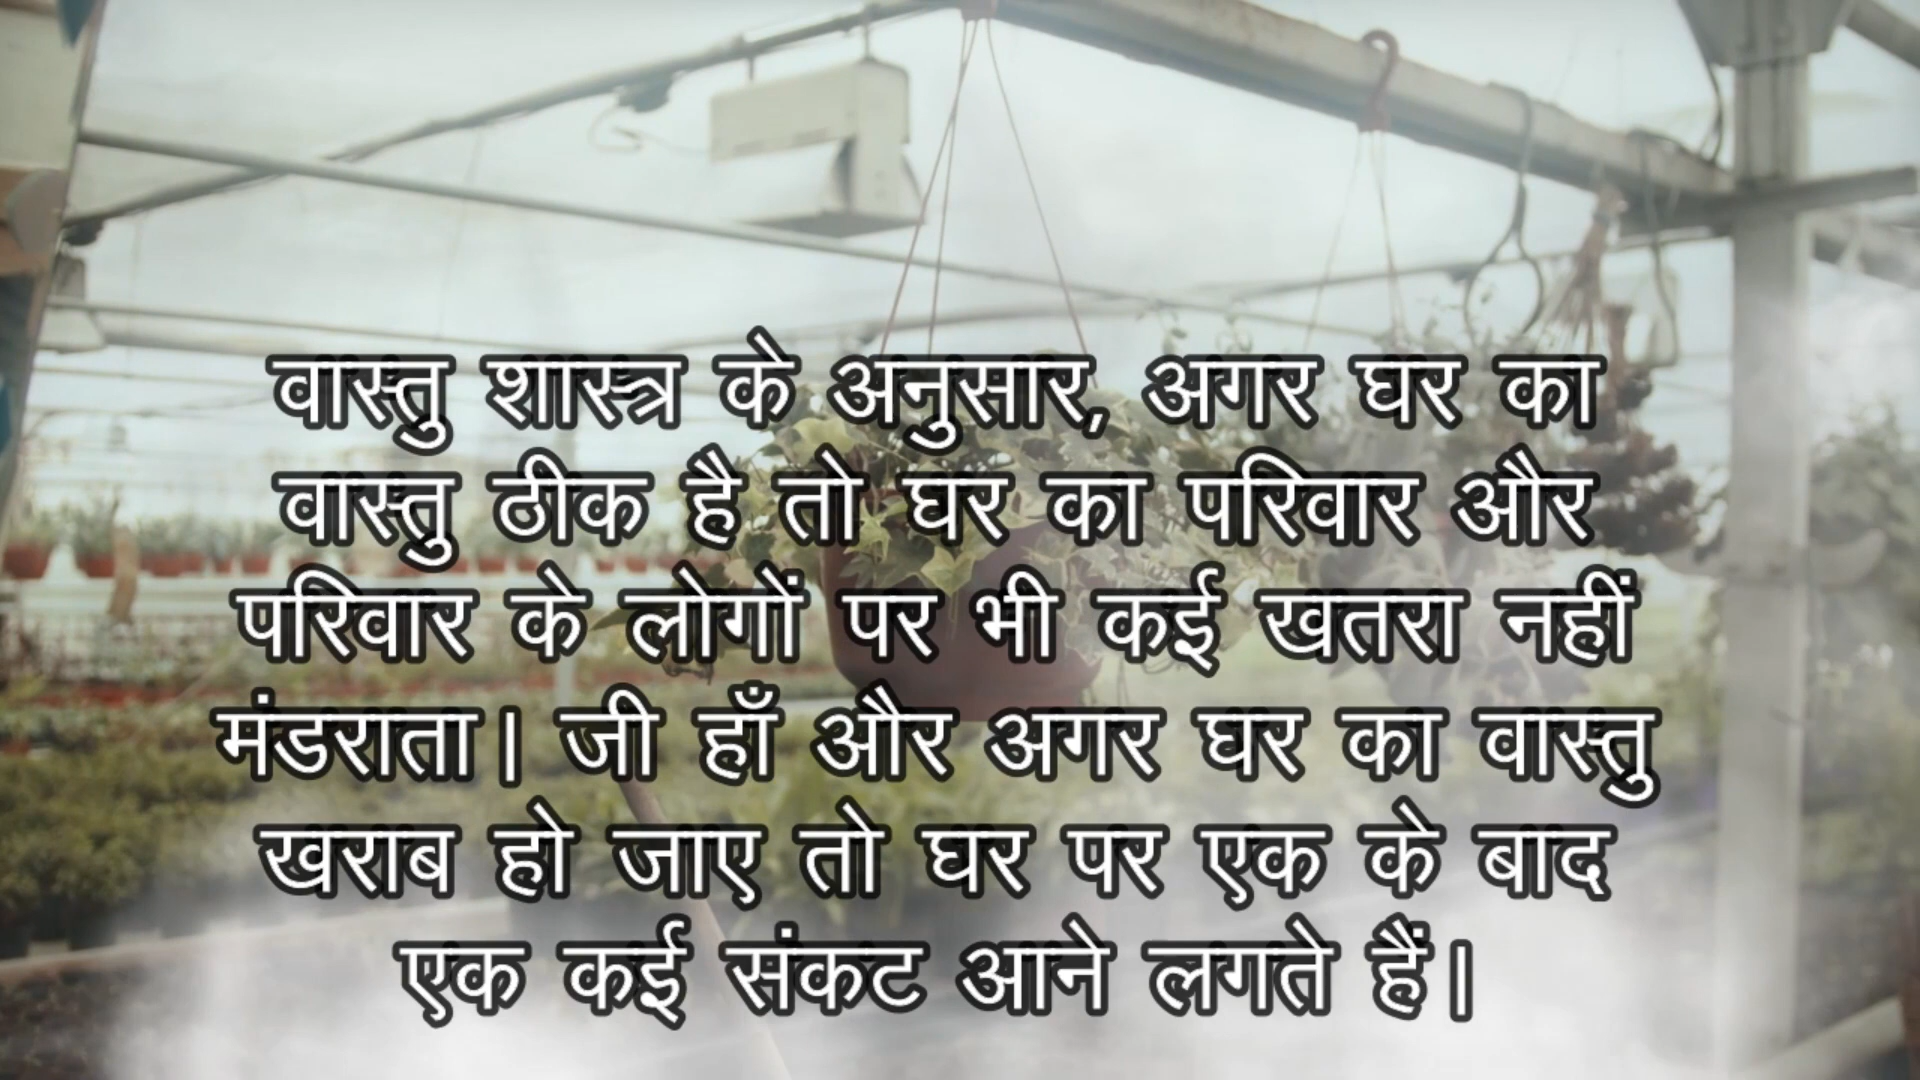 वास्तु शास्त्र के अनुसार, अगर घर का
वास्तु ठीक है तो घर का परिवार और
परिवार के लोगों पर भी कई खतरा नहीं
मंडराता। जी हाँ और अगर घर का वास्तु
खराब हो जाए तो घर पर एक के बाद
एक कई संकट आने लगते हैं।